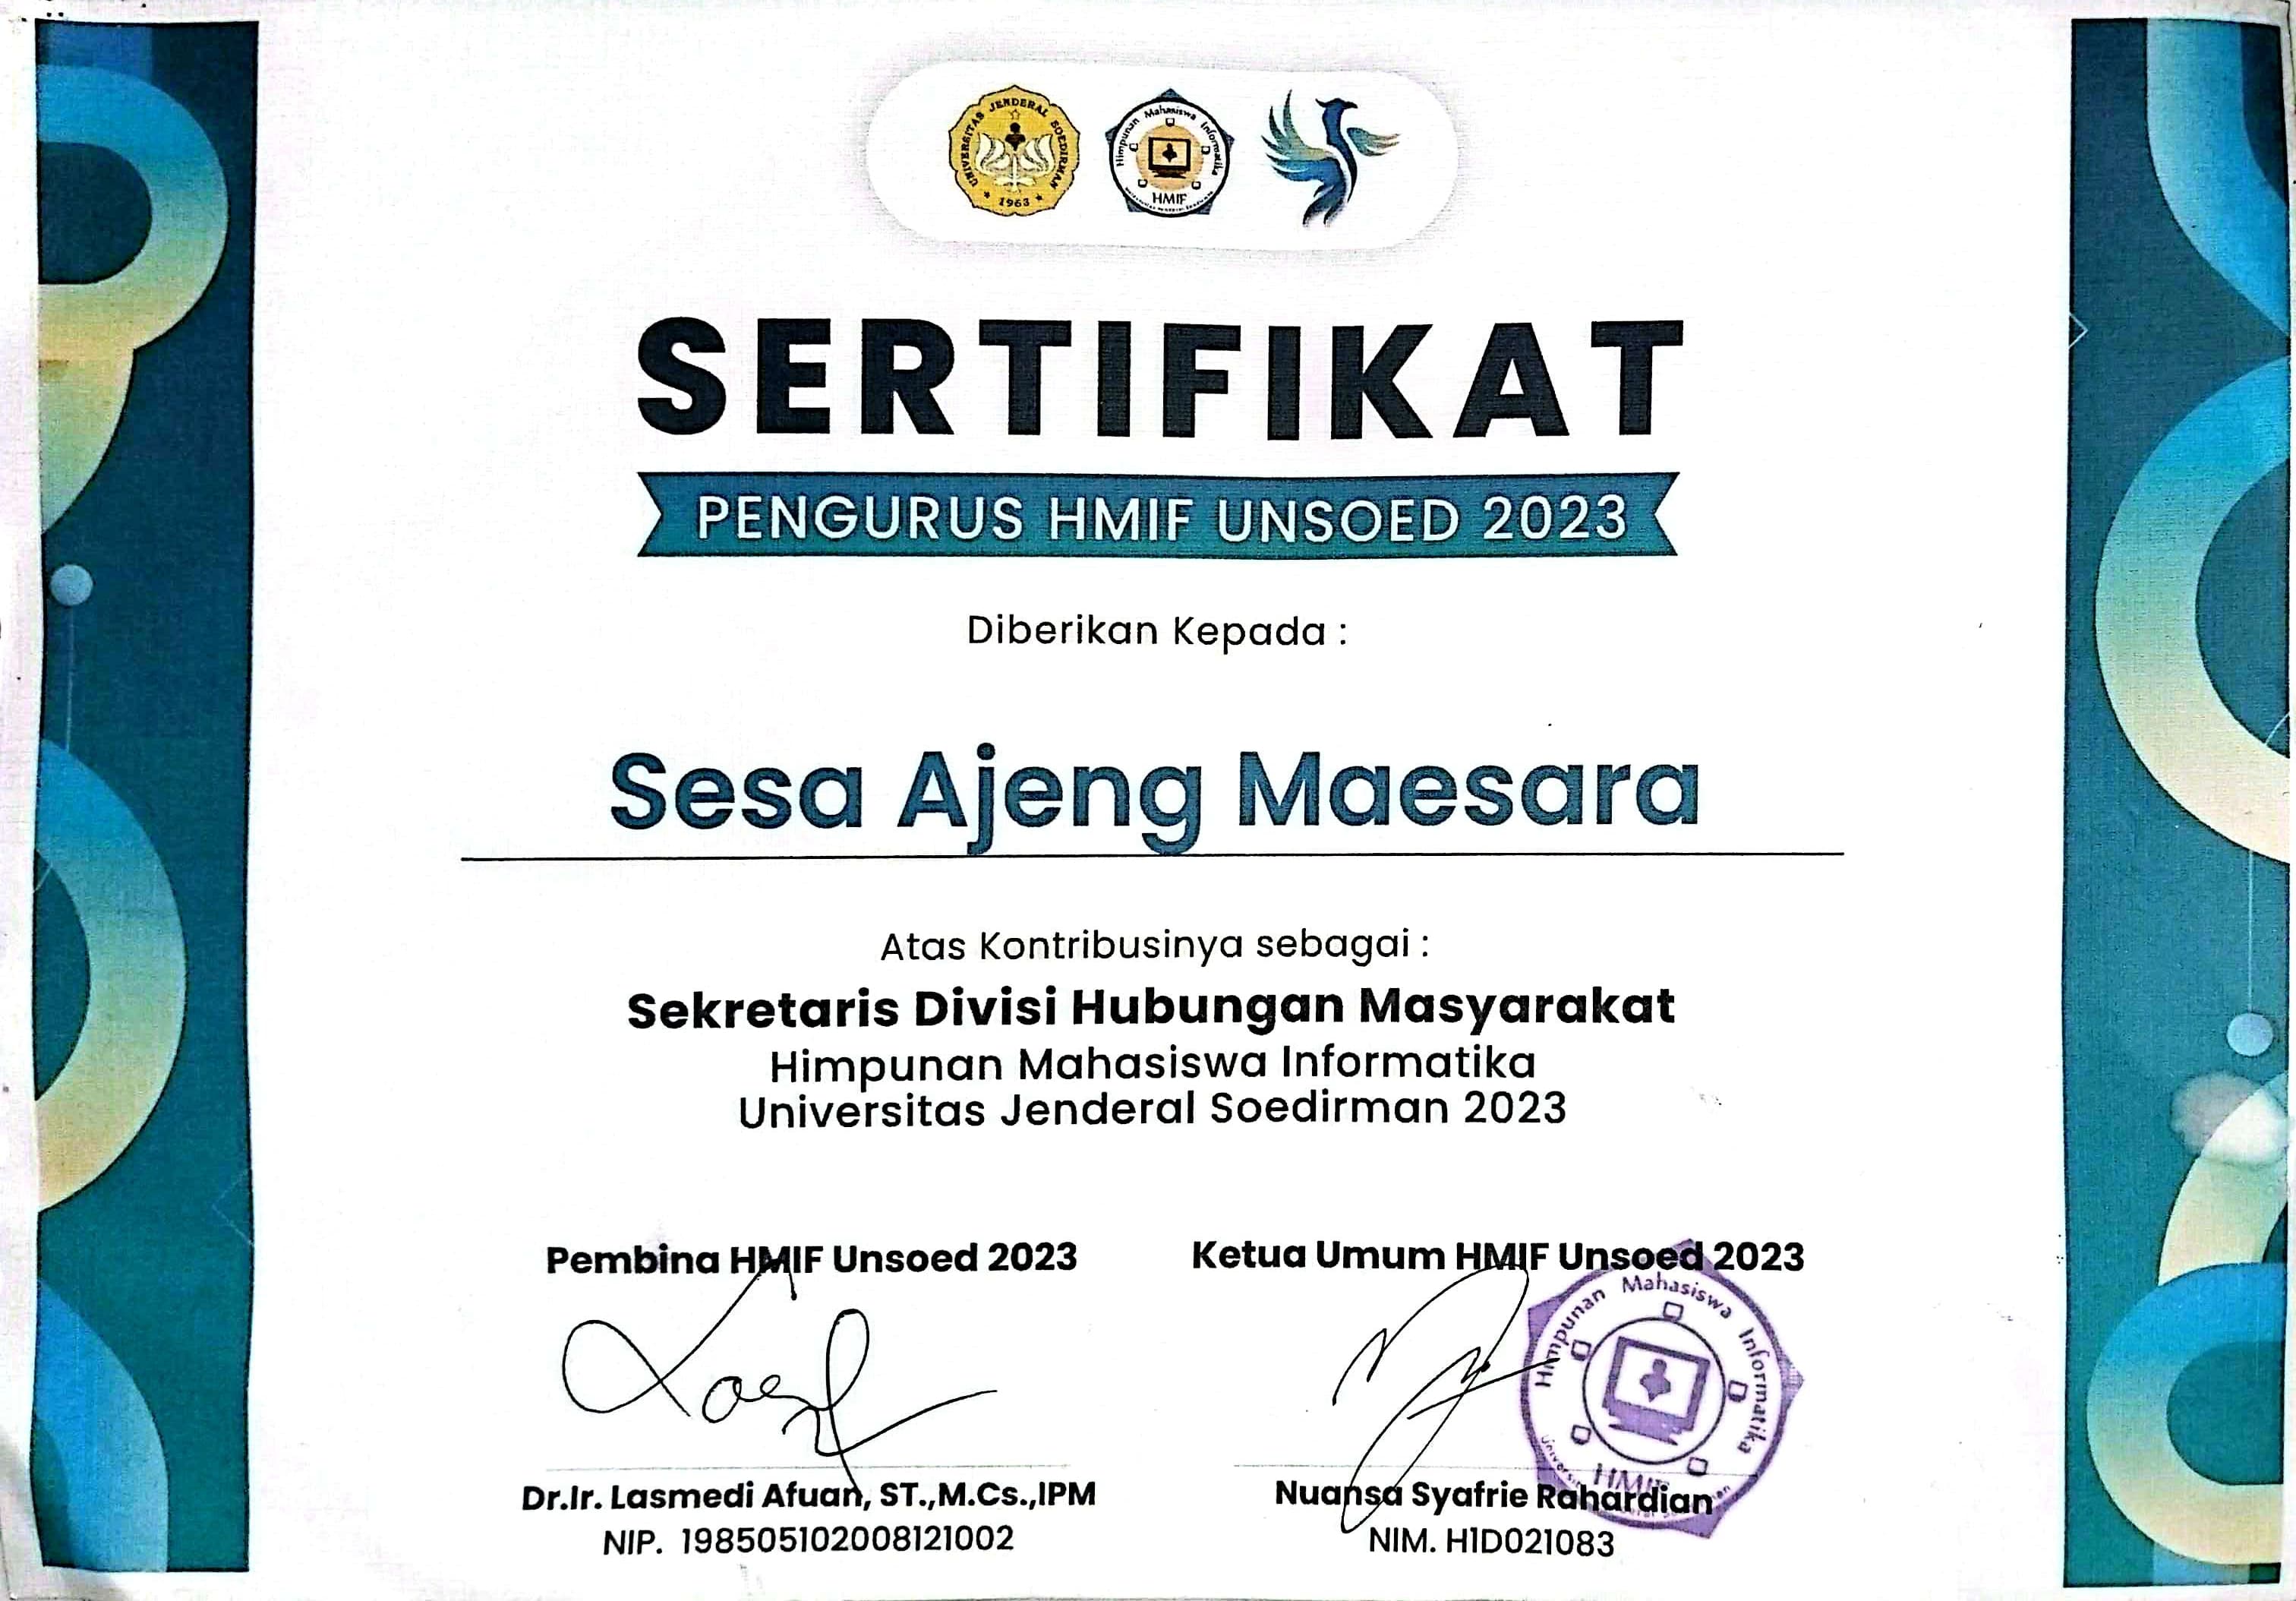 UNIVERSITAS JENDERAL SOEDIRMAN
1963
Himpunan Mahasiswa Informatika
HMIF
SERTIFIKAT
PENGURUS HMIF UNSOED 2023
Diberikan Kepada :
Sesa Ajeng Maesara
Atas Kontribusinya sebagai :
Sekretaris Divisi Hubungan Masyarakat
Himpunan Mahasiswa Informatika
Universitas Jenderal Soedirman 2023
Pembina HMIF Unsoed 2023
Ketua Umum HMIF Unsoed 2023
Himpunan Mahasiswa Informatika
HMIF
Dr.Ir. Lasmedi Afuan, ST.,M.Cs.,IPM
NIP. 198505102008121002
Nuansa Syafrie Rahardian
NIM. H1D021083